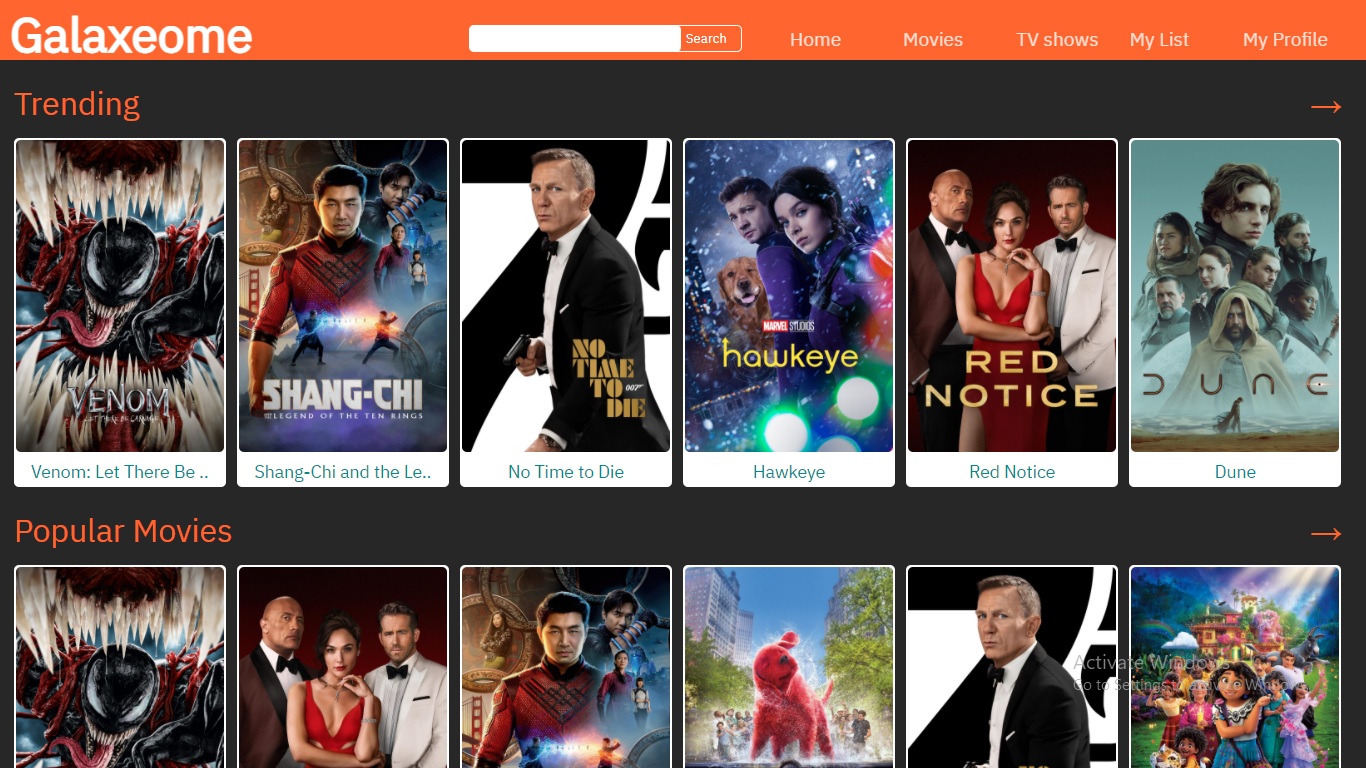 Galaxeome
Search
Home
Movies
TV shows
My List
My Profile
Trending
→
VENOM
LET THERE BE CARNAGE
SHANG-CHI
AND THE LEGEND OF THE TEN RINGS
NO
TIME
TO
DIE
007
MARVEL STUDIOS
hawkeye
RED
NOTICE
DUNE
Venom: Let There Be ..
Shang-Chi and the Le..
No Time to Die
Hawkeye
Red Notice
Dune
Popular Movies
→
NO
Activate Windows
Go to Settings to activate Windows.